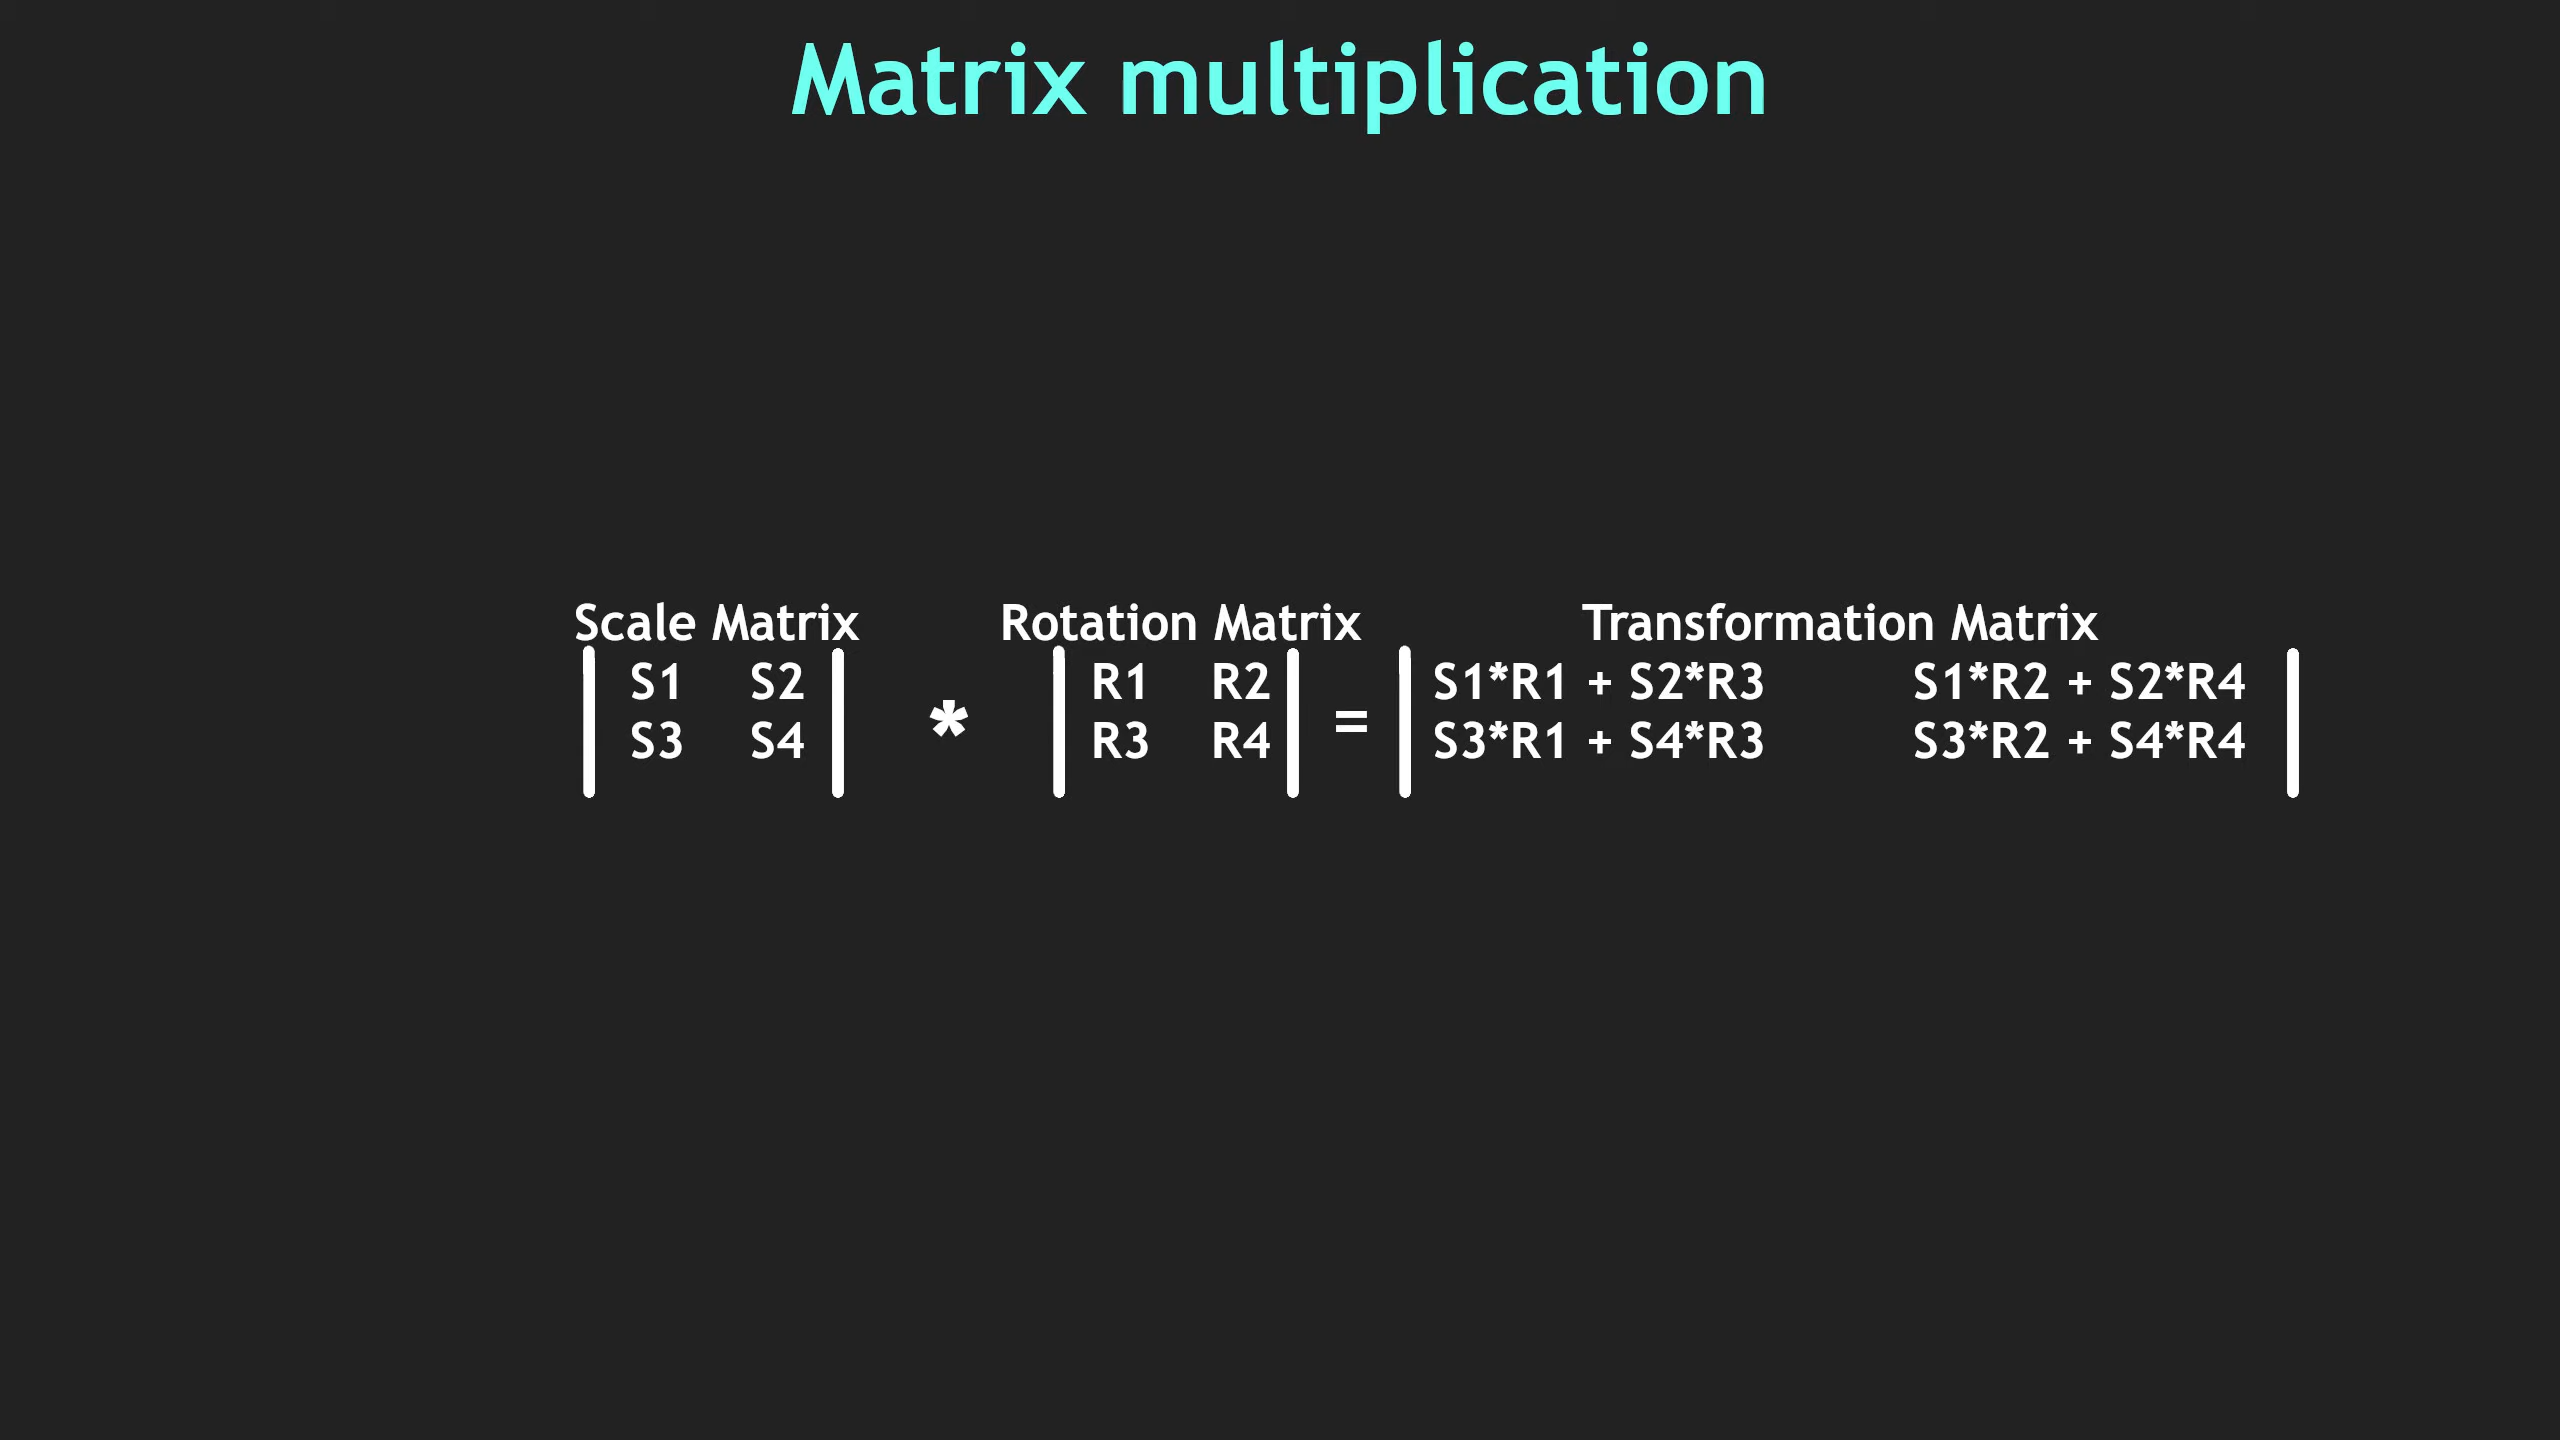 Matrix multiplication
Scale Matrix Rotation Matrix Transformation Matrix
S1 S2 R1 R2 S1*R1 + S2*R3 S1*R2 + S2*R4
* =
S3 S4 R3 R4 S3*R1 + S4*R3 S3*R2 + S4*R4